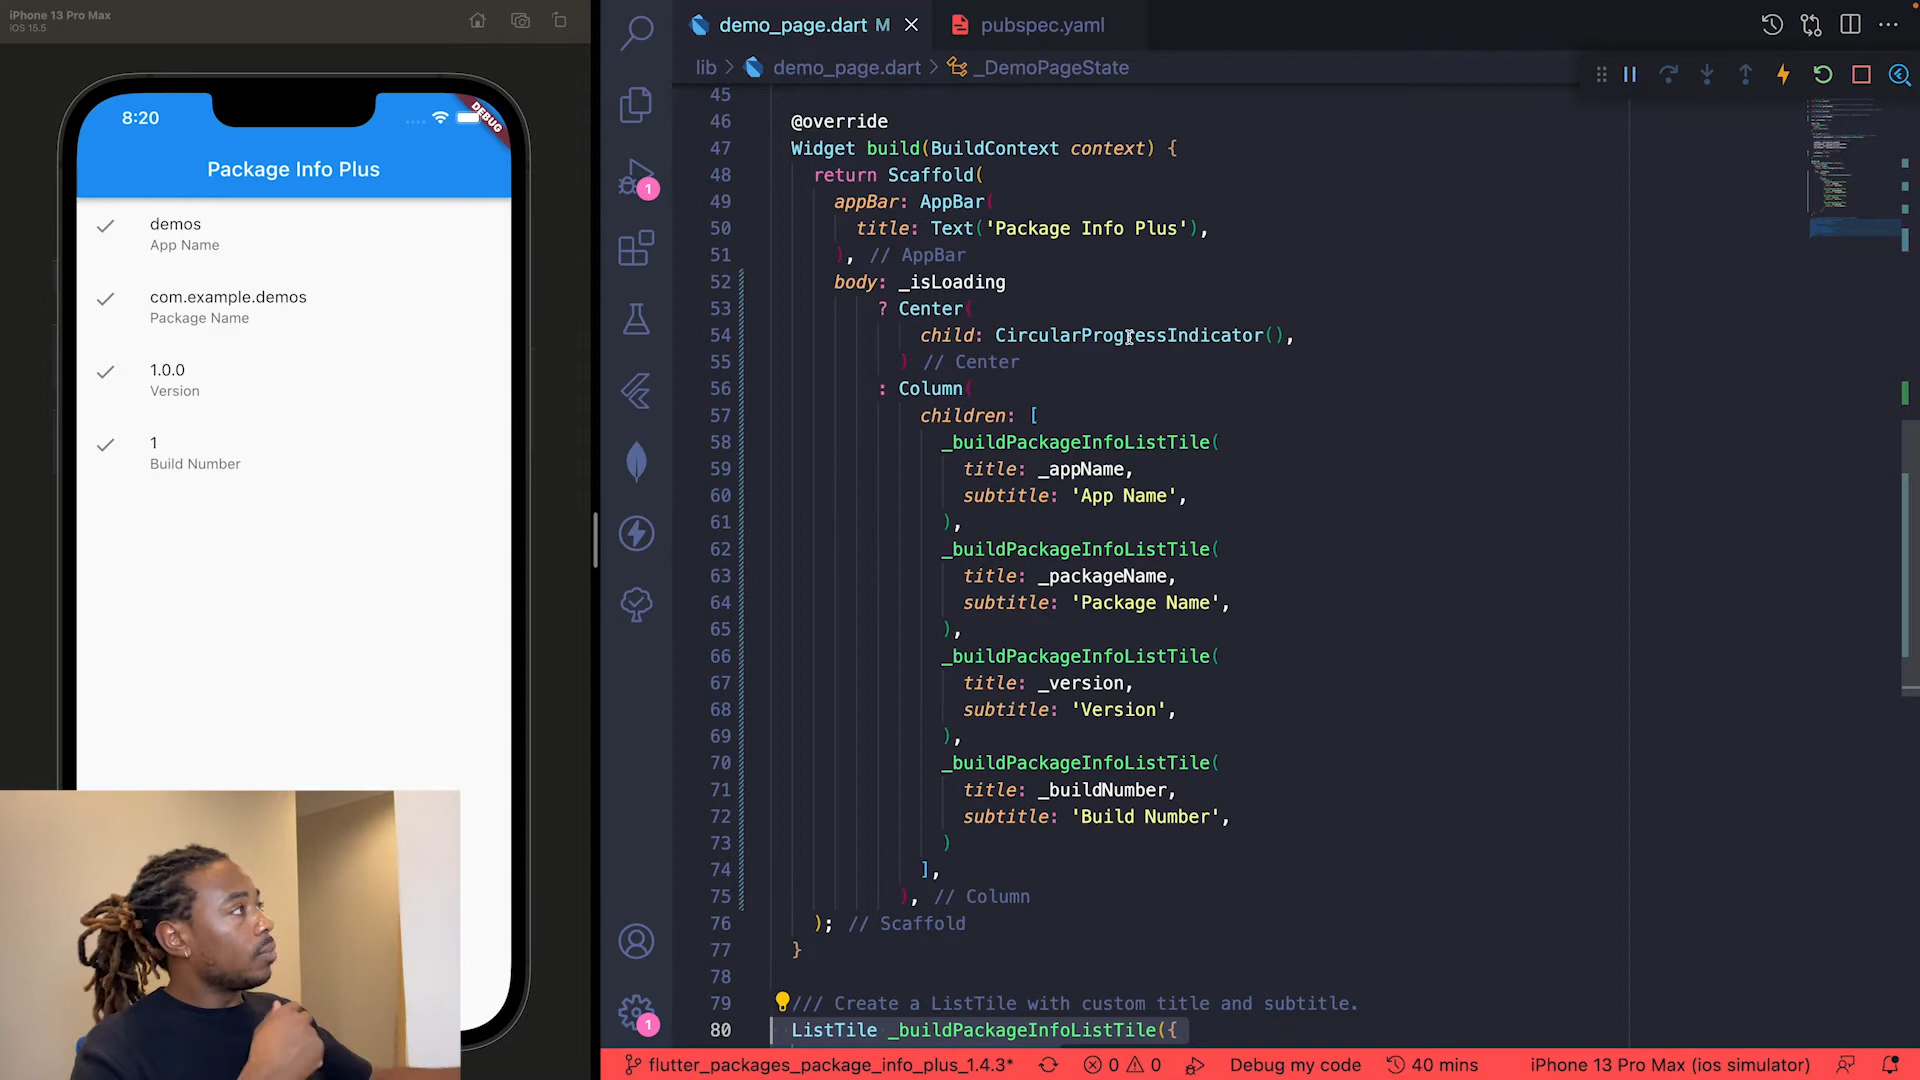 iPhone 13 Pro Max
iOS 15.5
8:20
DEBUG
Package Info Plus
demos
App Name
com.example.demos
Package Name
1.0.0
Version
1
Build Number
1
1
demo_page.dart M
pubspec.yaml
lib > demo_page.dart > _DemoPageState
45
46 @override
47 Widget build(BuildContext context) {
48 return Scaffold(
49 appBar: AppBar(
50 title: Text('Package Info Plus'),
51 ), // AppBar
52 body: _isLoading
53 ? Center(
54 child: CircularProgressIndicator(),
55 ) // Center
56 : Column(
57 children: [
58 _buildPackageInfoListTile(
59 title: _appName,
60 subtitle: 'App Name',
61 ),
62 _buildPackageInfoListTile(
63 title: _packageName,
64 subtitle: 'Package Name',
65 ),
66 _buildPackageInfoListTile(
67 title: _version,
68 subtitle: 'Version',
69 ),
70 _buildPackageInfoListTile(
71 title: _buildNumber,
72 subtitle: 'Build Number',
73 )
74 ],
75 ), // Column
76 ); // Scaffold
77 }
78
79 /// Create a ListTile with custom title and subtitle.
80 ListTile _buildPackageInfoListTile({
flutter_packages_package_info_plus_1.4.3* 0 0 Debug my code 40 mins iPhone 13 Pro Max (ios simulator)